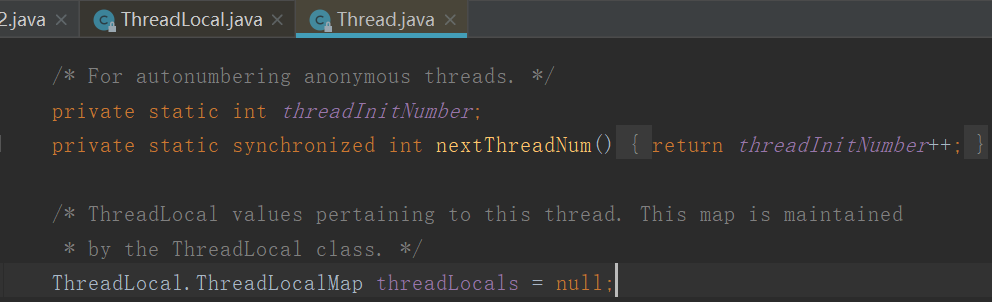 2.java × ThreadLocal.java × Thread.java ×
/* For autonumbering anonymous threads. */
private static int threadInitNumber;
private static synchronized int nextThreadNum() { return threadInitNumber++; }
/* ThreadLocal values pertaining to this thread. This map is maintained
* by the ThreadLocal class. */
ThreadLocal.ThreadLocalMap threadLocals = null;